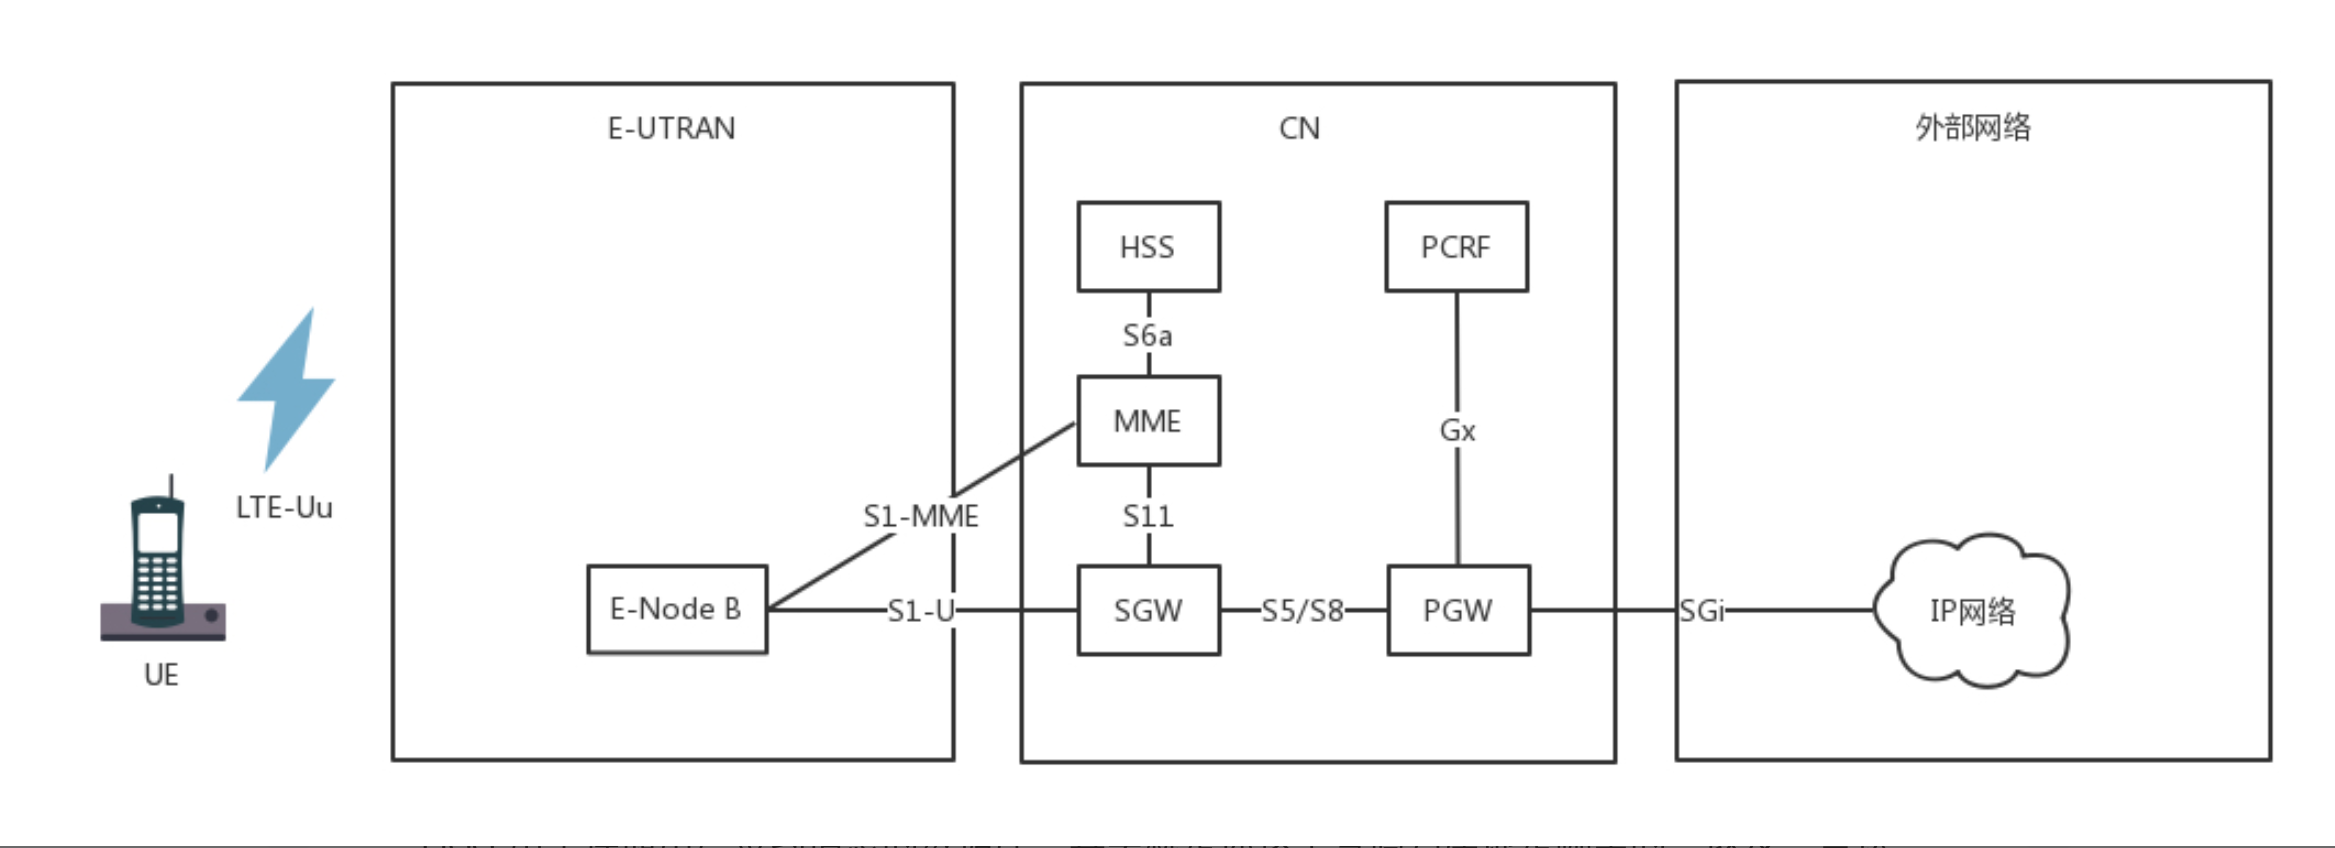 E-UTRAN
CN
外部网络
HSS
PCRF
S6a
MME
Gx
LTE-Uu
S1-MME
S11
E-Node B
S1-U
SGW
S5/S8
PGW
SGi
IP网络
UE